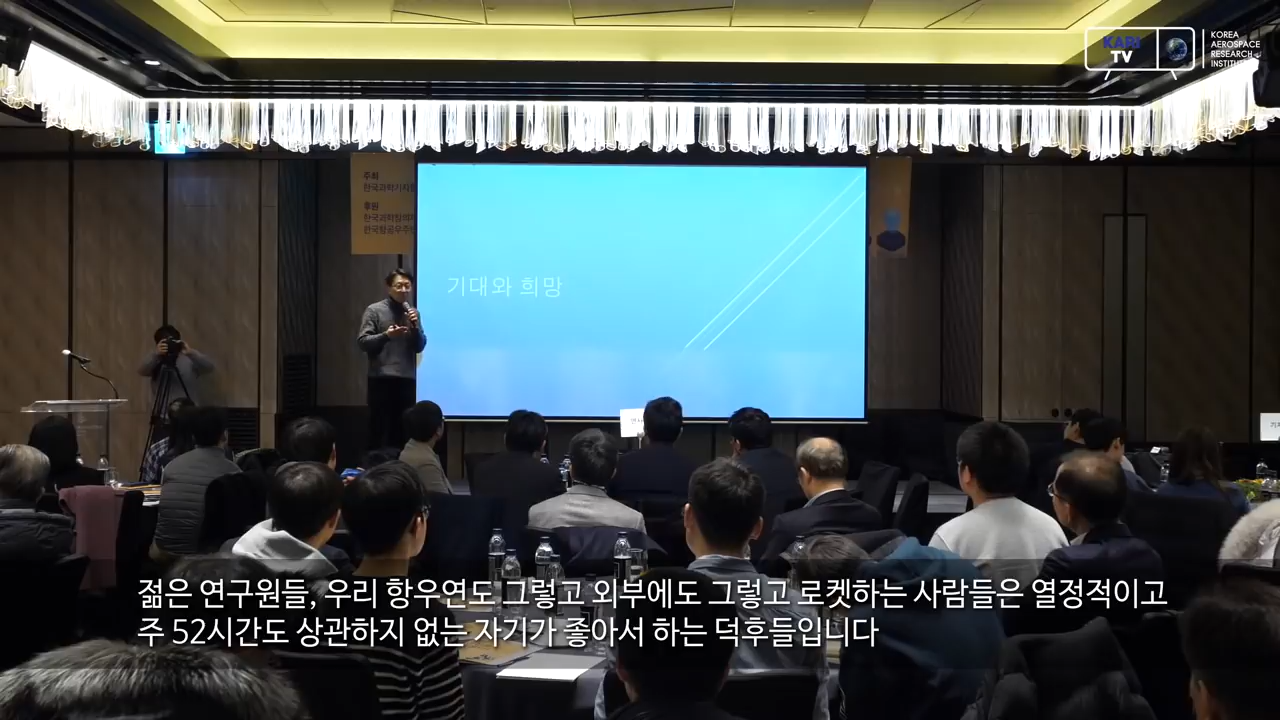 KARI
TV
KOREA
AEROSPACE
RESEARCH
INSTITUTE
주최
한국과학기자
후원
기대와 희망
젊은 연구원들, 우리 항우연도 그렇고 외부에도 그렇고 로켓하는 사람들은 열정적이고
주 52시간도 상관하지 없는 자기가 좋아서 하는 덕후들입니다